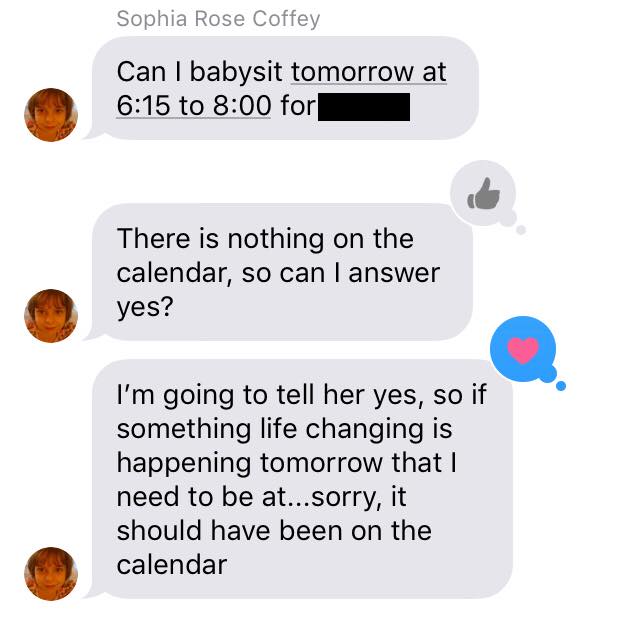 Sophia Rose Coffey
Can I babysit tomorrow at
6:15 to 8:00 for
There is nothing on the
calendar, so can I answer
yes?
I’m going to tell her yes, so if
something life changing is
happening tomorrow that I
need to be at...sorry, it
should have been on the
calendar